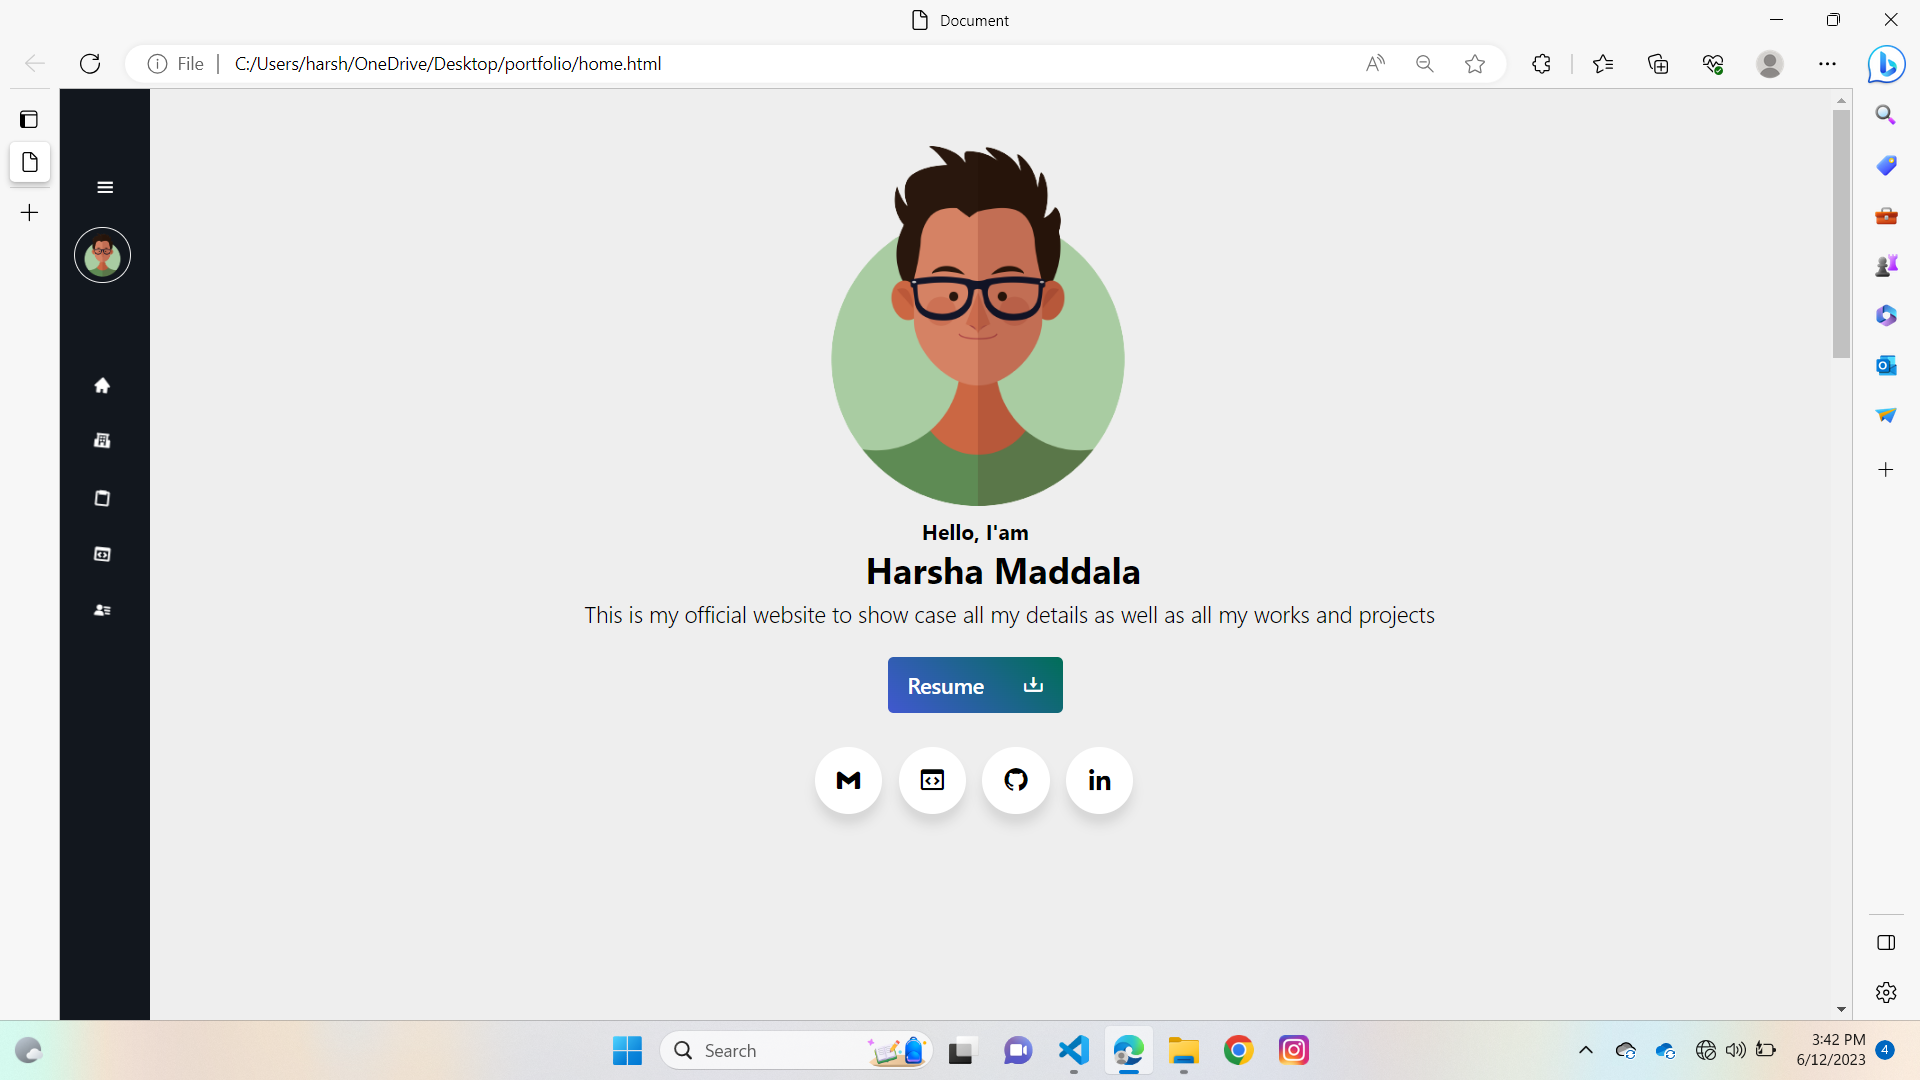 Document
File
C:/Users/harsh/OneDrive/Desktop/portfolio/home.html
Hello, I'am
Harsha Maddala
This is my official website to show case all my details as well as all my works and projects
Resume
Search
3:42 PM
6/12/2023
4